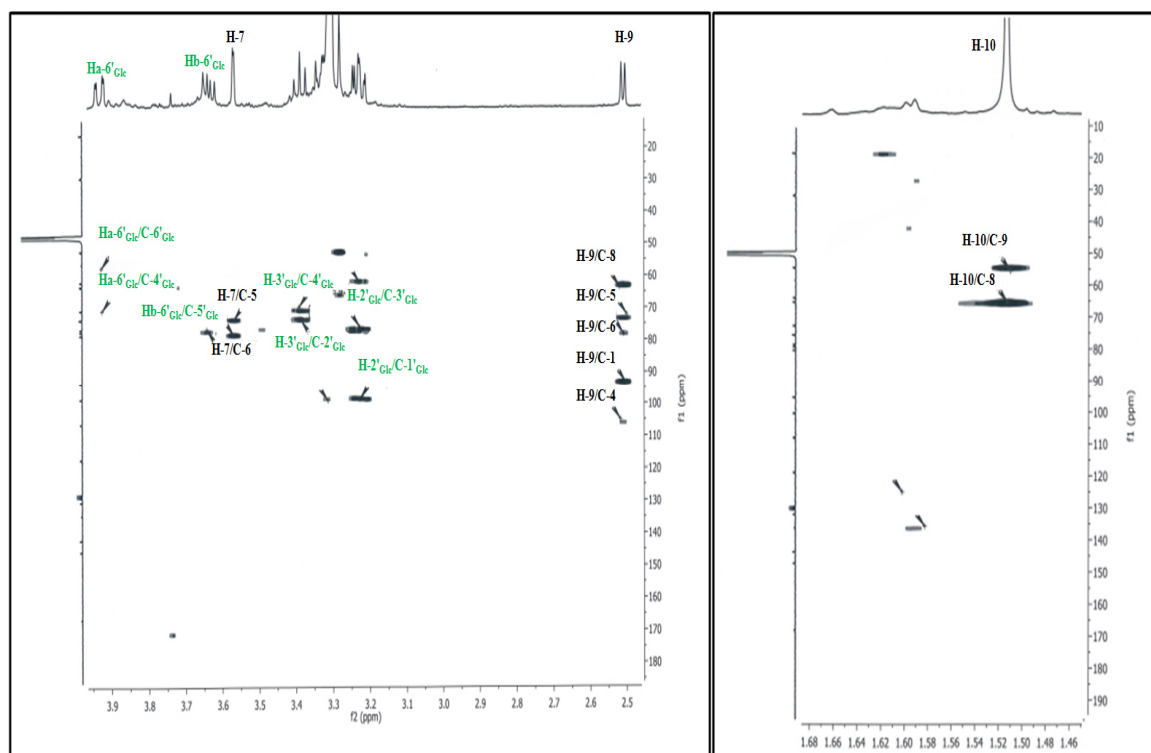 H-7
H-9
Ha-6'Glc
Hb-6'Glc
Ha-6'Glc/C-6'Glc
Ha-6'Glc/C-4'Glc
Hb-6'Glc/C-5'Glc
H-7/C-5
H-7/C-6
H-3'Glc/C-4'Glc
H-2'Glc/C-3'Glc
H-3'Glc/C-2'Glc
H-2'Glc/C-1'Glc
H-9/C-8
H-9/C-5
H-9/C-6
H-9/C-1
H-9/C-4
20
30
40
50
60
70
80
90
100
110
120
130
140
150
160
170
180
f1 (ppm)
3.9 3.8 3.7 3.6 3.5 3.4 3.3 3.2 3.1 3.0 2.9 2.8 2.7 2.6 2.5
f2 (ppm)
H-10
H-10/C-9
H-10/C-8
10
20
30
40
50
60
70
80
90
100
110
120
130
140
150
160
170
180
190
f1 (ppm)
1.68 1.66 1.64 1.62 1.60 1.58 1.56 1.54 1.52 1.50 1.48 1.46